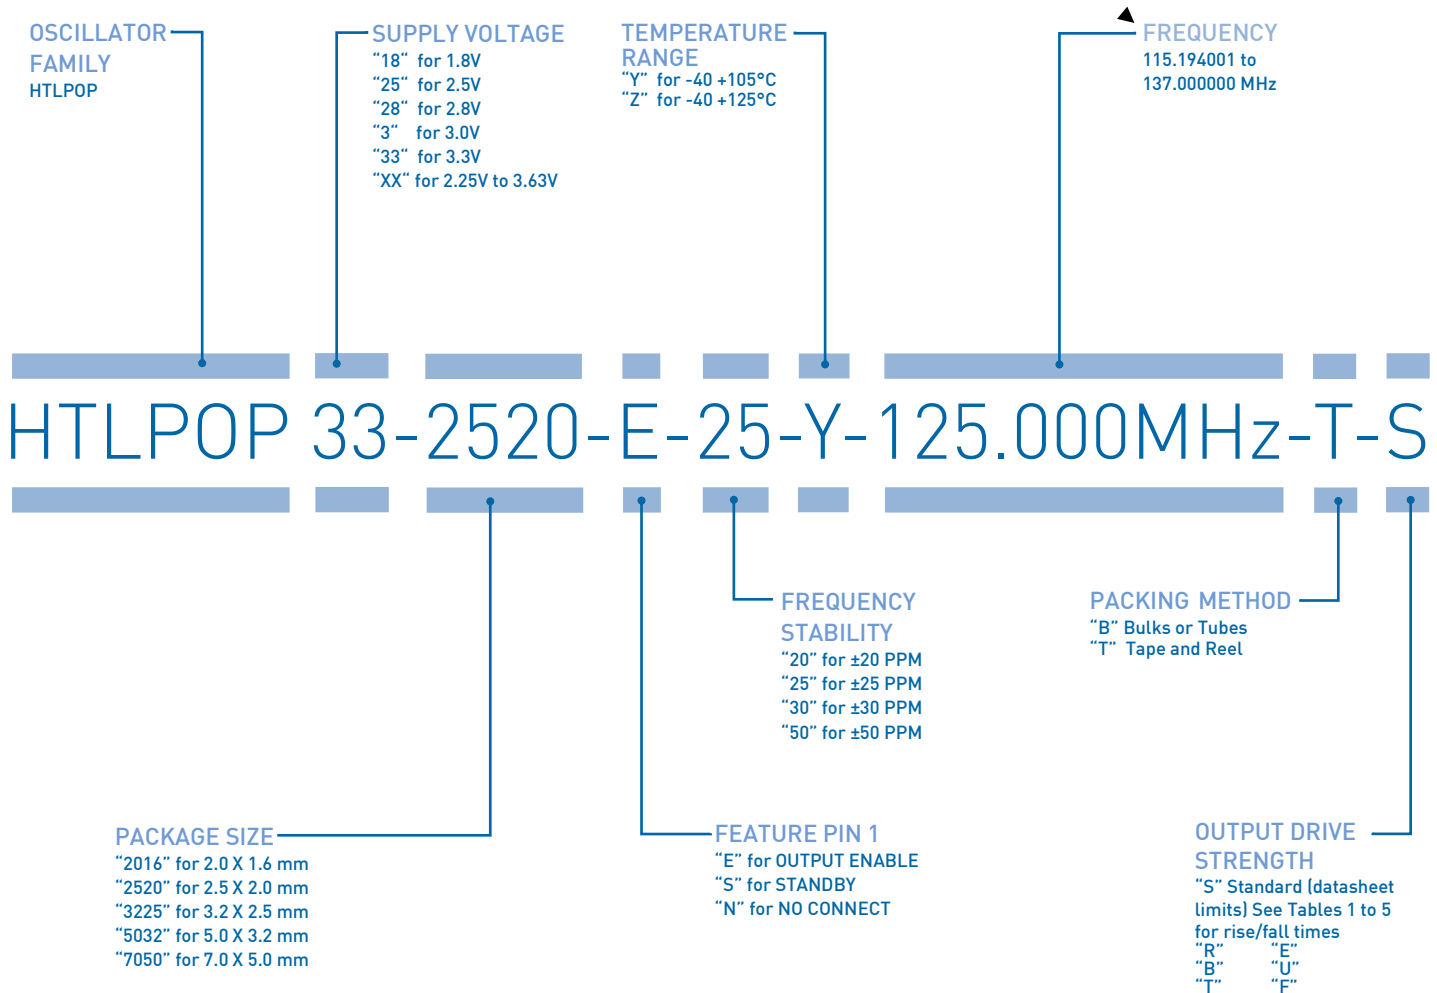 OSCILLATOR
FAMILY
HTLPOP
SUPPLY VOLTAGE
“18“ for 1.8V
“25“ for 2.5V
“28“ for 2.8V
“3“ for 3.0V
“33“ for 3.3V
“XX“ for 2.25V to 3.63V
TEMPERATURE
RANGE
“Y” for -40 +105°C
“Z” for -40 +125°C
FREQUENCY
115.194001 to
137.000000 MHz
HTLPOP 33-2520-E-25-Y-125.000MHz-T-S
FREQUENCY
STABILITY
“20” for ±20 PPM
“25” for ±25 PPM
“30” for ±30 PPM
“50” for ±50 PPM
PACKING METHOD
“B” Bulks or Tubes
“T” Tape and Reel
PACKAGE SIZE
“2016” for 2.0 X 1.6 mm
“2520” for 2.5 X 2.0 mm
“3225” for 3.2 X 2.5 mm
“5032” for 5.0 X 3.2 mm
“7050” for 7.0 X 5.0 mm
FEATURE PIN 1
“E” for OUTPUT ENABLE
“S” for STANDBY
“N” for NO CONNECT
OUTPUT DRIVE
STRENGTH
“S” Standard (datasheet
limits) See Tables 1 to 5
for rise/fall times
“R” “E”
“B” “U”
“T” “F”